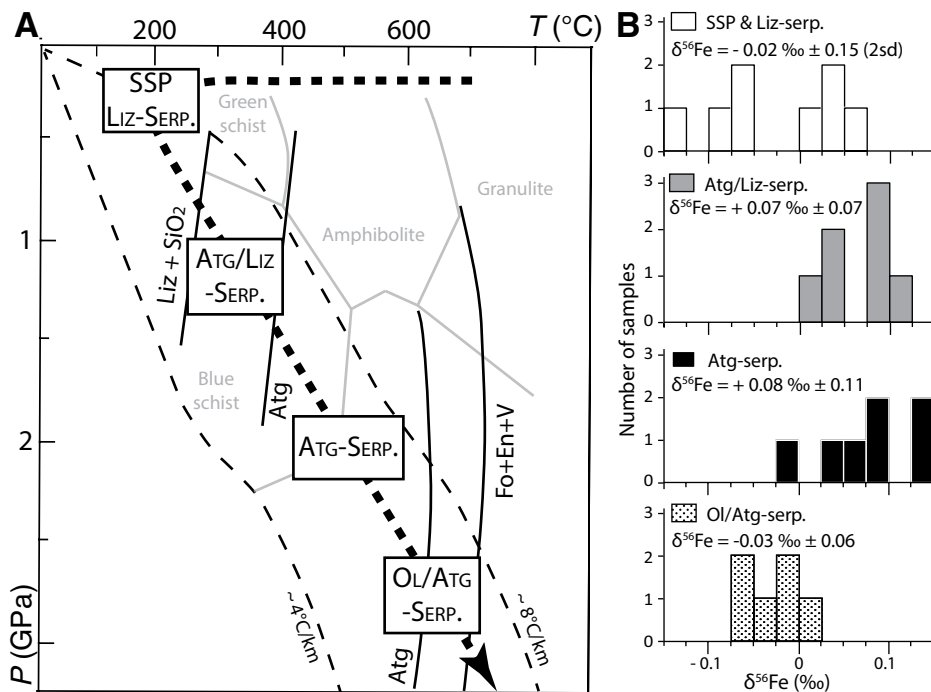 A
T (°C)
200
400
600
SSP
LIZ-SERP.
Green
schist
Granulite
Amphibolite
1
Liz + SiO₂
ATG/LIZ
-SERP.
Blue
schist
Atg
2
ATG-SERP.
Fo+En+V
OL/ATG
-SERP.
~ 4°C/km
Atg
~ 8°C/km
P (GPa)
B
3
2
1
0
SSP & Liz-serp.
δ⁵⁶Fe = - 0.02 ‰ ± 0.15 (2sd)
3
2
1
0
Atg/Liz-serp.
δ⁵⁶Fe = + 0.07 ‰ ± 0.07
Number of samples
3
2
1
0
Atg-serp.
δ⁵⁶Fe = + 0.08 ‰ ± 0.11
3
2
1
0
Ol/Atg-serp.
δ⁵⁶Fe = -0.03 ‰ ± 0.06
- 0.1
0
0.1
δ⁵⁶Fe (‰)